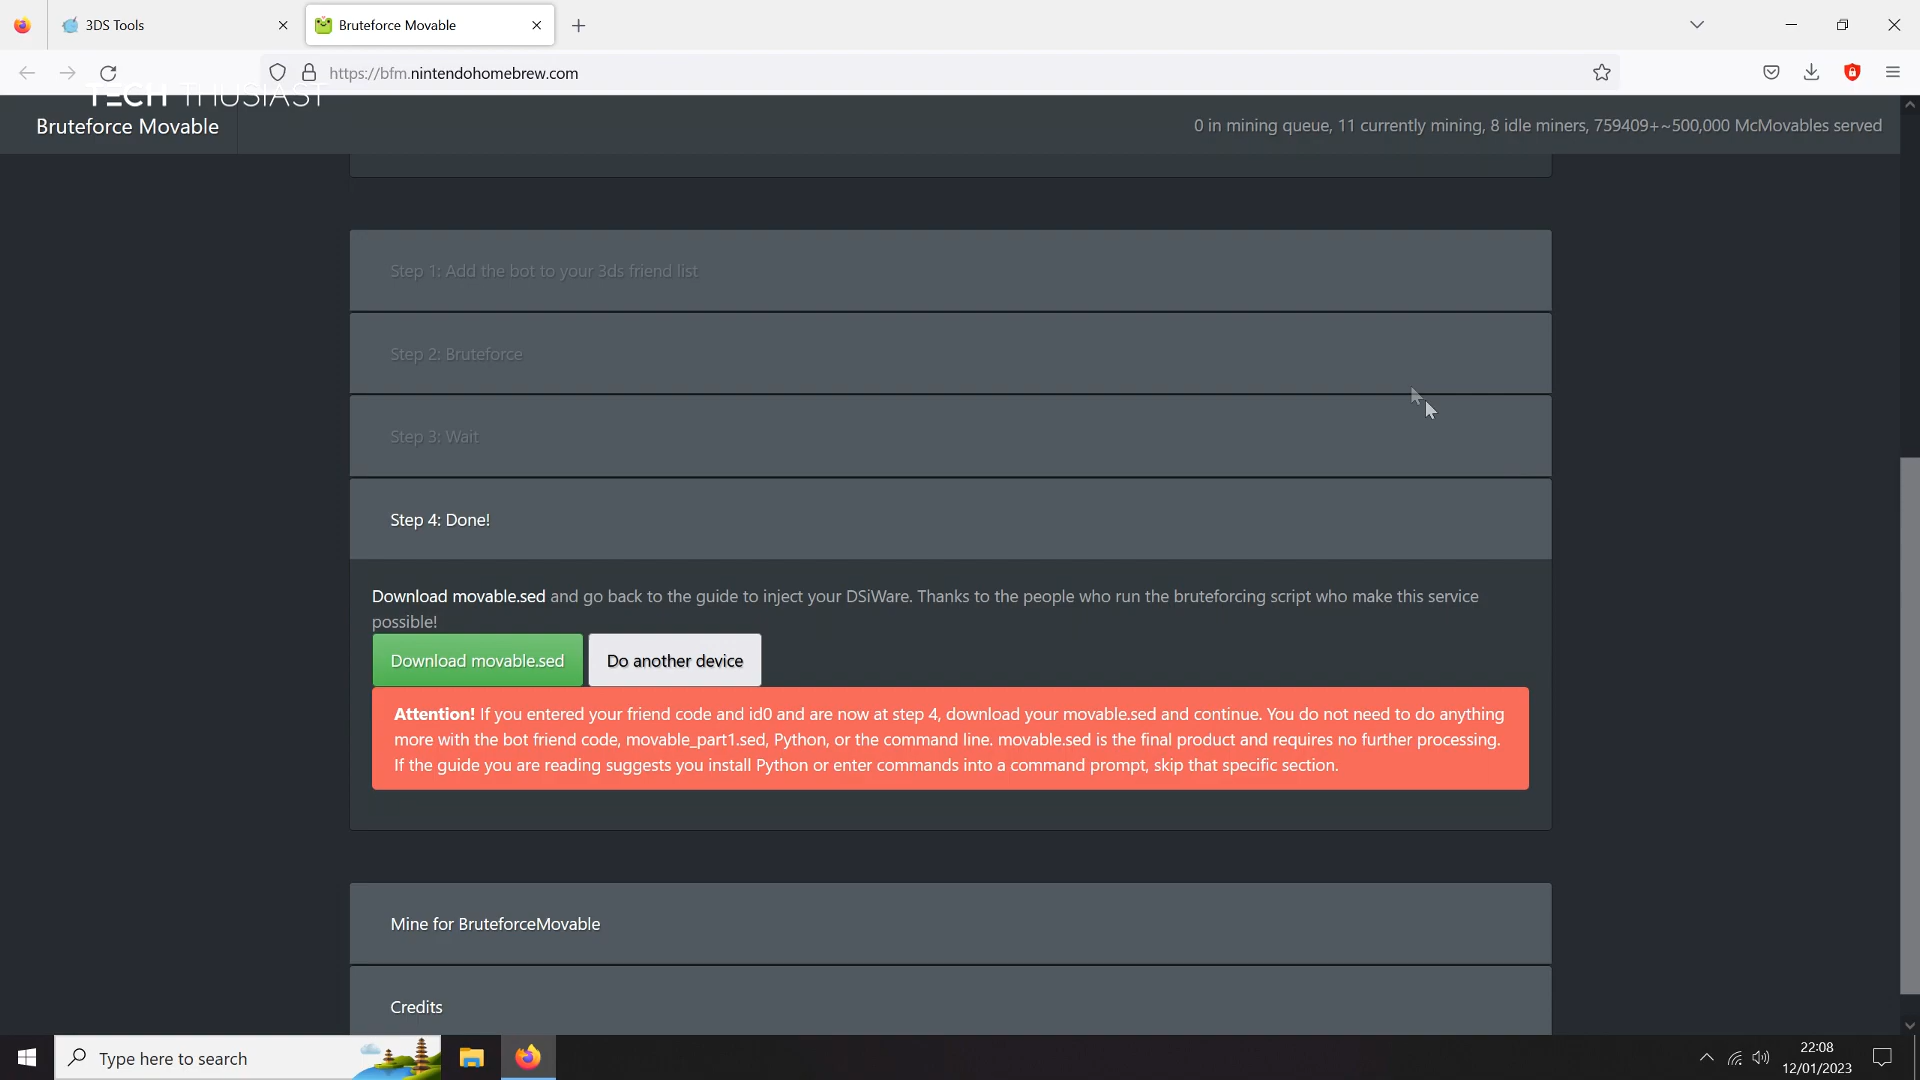 3DS Tools
Bruteforce Movable
https://bfm.nintendohomebrew.com
TECH THUSIAST
Bruteforce Movable
0 in mining queue, 11 currently mining, 8 idle miners, 759409+~500,000 McMovables served
Step 1: Add the bot to your 3ds friend list
Step 2: Bruteforce
Step 3: Wait
Step 4: Done!
Download movable.sed and go back to the guide to inject your DSiWare. Thanks to the people who run the bruteforcing script who make this service
possible!
Download movable.sed
Do another device
Attention! If you entered your friend code and id0 and are now at step 4, download your movable.sed and continue. You do not need to do anything
more with the bot friend code, movable_part1.sed, Python, or the command line. movable.sed is the final product and requires no further processing.
If the guide you are reading suggests you install Python or enter commands into a command prompt, skip that specific section.
Mine for BruteforceMovable
Credits
Type here to search
22:08
12/01/2023